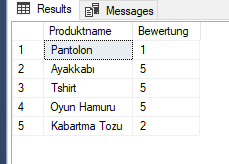 Results Messages
Produktname Bewertung
1 Pantolon 1
2 Ayakkabı 5
3 Tshirt 5
4 Oyun Hamuru 5
5 Kabartma Tozu 2